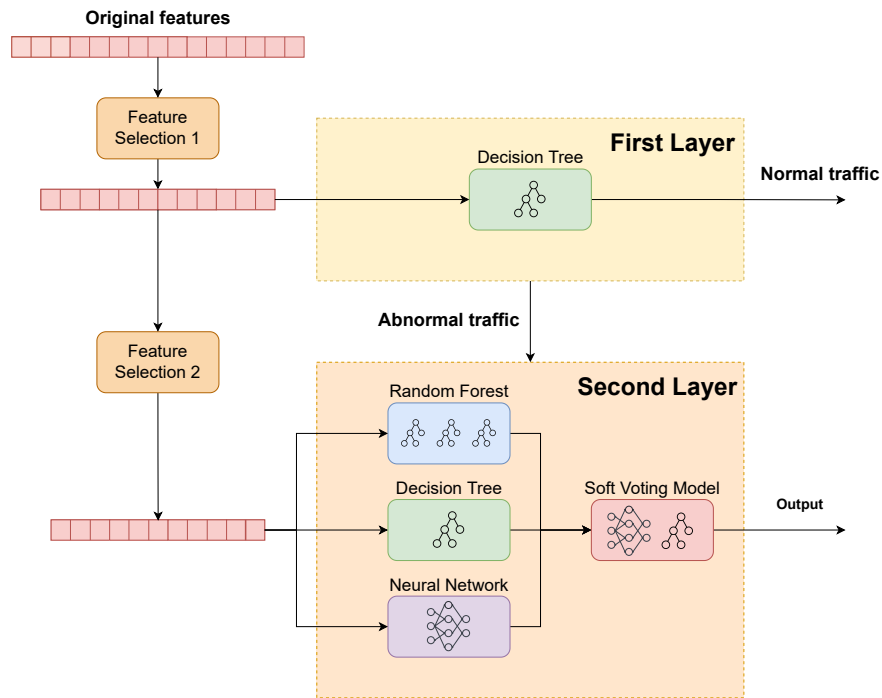 Original features
Feature
Selection 1
First Layer
Decision Tree
Normal traffic
Abnormal traffic
Feature
Selection 2
Second Layer
Random Forest
Decision Tree
Soft Voting Model
Output
Neural Network